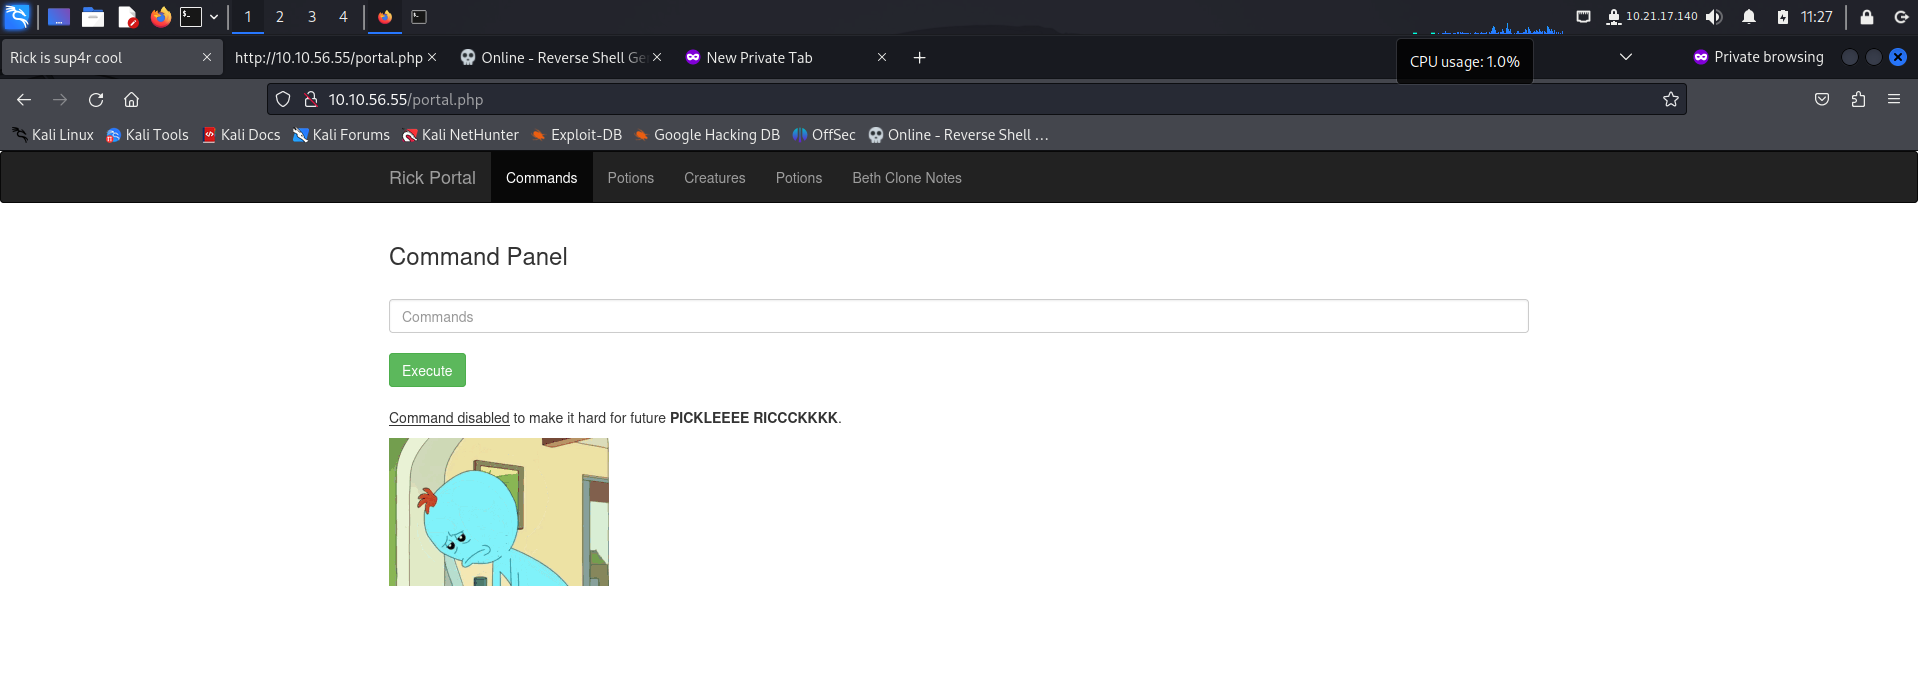 1 2 3 4 10.21.17.140 11:27
Rick is sup4r cool http://10.10.56.55/portal.php Online - Reverse Shell Ge New Private Tab CPU usage: 1.0% Private browsing
10.10.56.55/portal.php
Kali Linux Kali Tools Kali Docs Kali Forums Kali NetHunter Exploit-DB Google Hacking DB OffSec Online - Reverse Shell …
Rick Portal Commands Potions Creatures Potions Beth Clone Notes
Command Panel
Commands
Execute
Command disabled to make it hard for future PICKLEEEE RICCCKKKK.